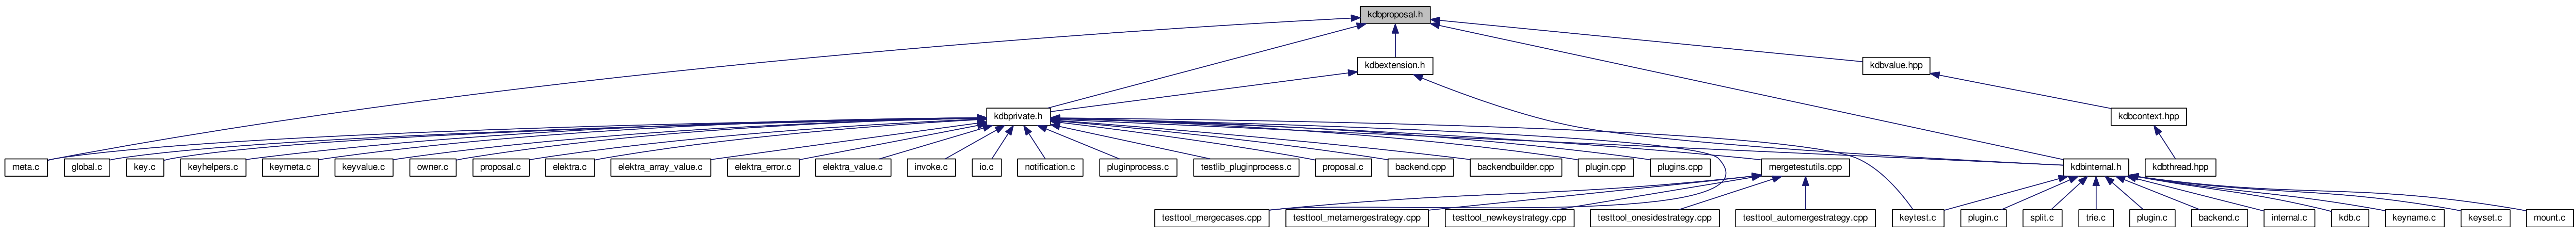 kdbproposal.h
kdbextension.h
kdbvalue.hpp
kdbprivate.h
kdbcontext.hpp
meta.c
global.c
key.c
keyhelpers.c
keymeta.c
keyvalue.c
owner.c
proposal.c
elektra.c
elektra_array_value.c
elektra_error.c
elektra_value.c
invoke.c
io.c
notification.c
pluginprocess.c
testlib_pluginprocess.c
proposal.c
backend.cpp
backendbuilder.cpp
plugin.cpp
plugins.cpp
mergetestutils.cpp
kdbinternal.h
kdbthread.hpp
testtool_mergecases.cpp
testtool_metamergestrategy.cpp
testtool_newkeystrategy.cpp
testtool_onesidestrategy.cpp
testtool_automergestrategy.cpp
keytest.c
plugin.c
split.c
trie.c
plugin.c
backend.c
internal.c
kdb.c
keyname.c
keyset.c
mount.c